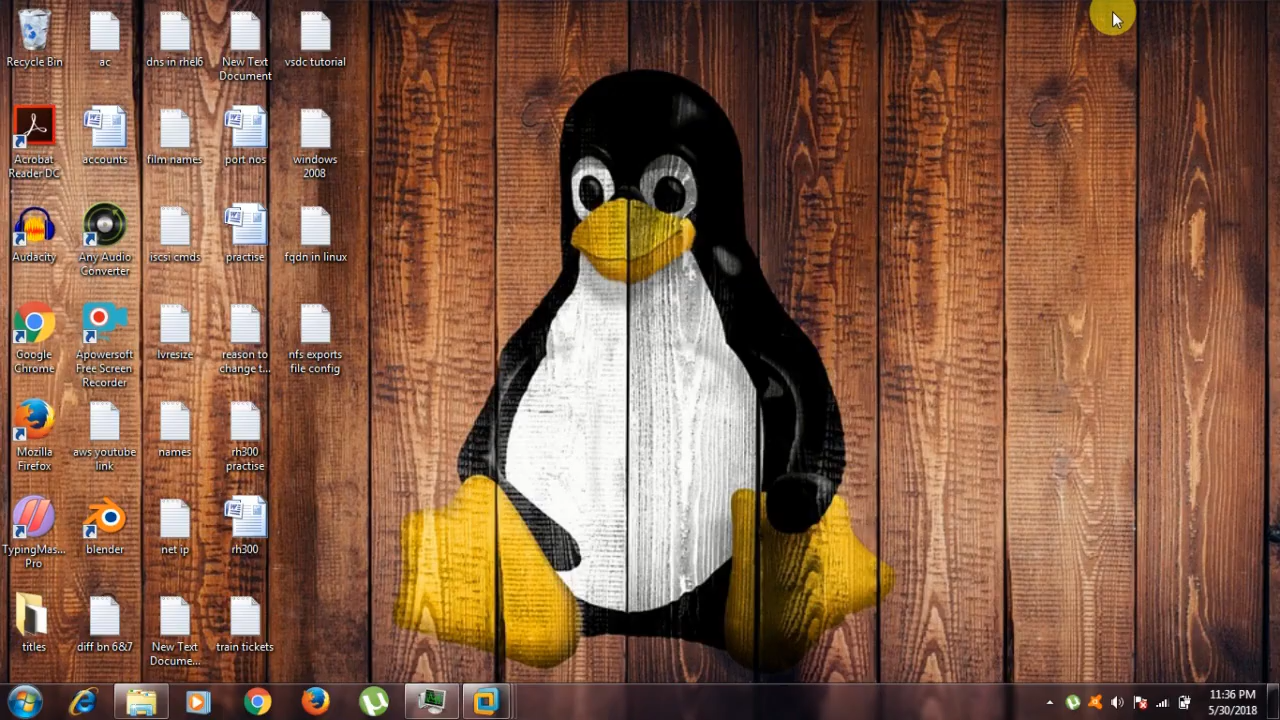 Recycle Bin
ac
dns in rhel6
New Text
Document
vsdc tutorial
Acrobat
Reader DC
accounts
film names
port nos
windows
2008
Audacity
Any Audio
Converter
iscsi cmds
practise
fqdn in linux
Google
Chrome
Apowersoft
Free Screen
Recorder
lvresize
reason to
change t...
nfs exports
file config
Mozilla
Firefox
aws youtube
link
names
rh300
practise
TypingMas...
Pro
blender
net ip
rh300
titles
diff bn 6&7
New Text
Docume...
train tickets
11:36 PM
5/30/2018